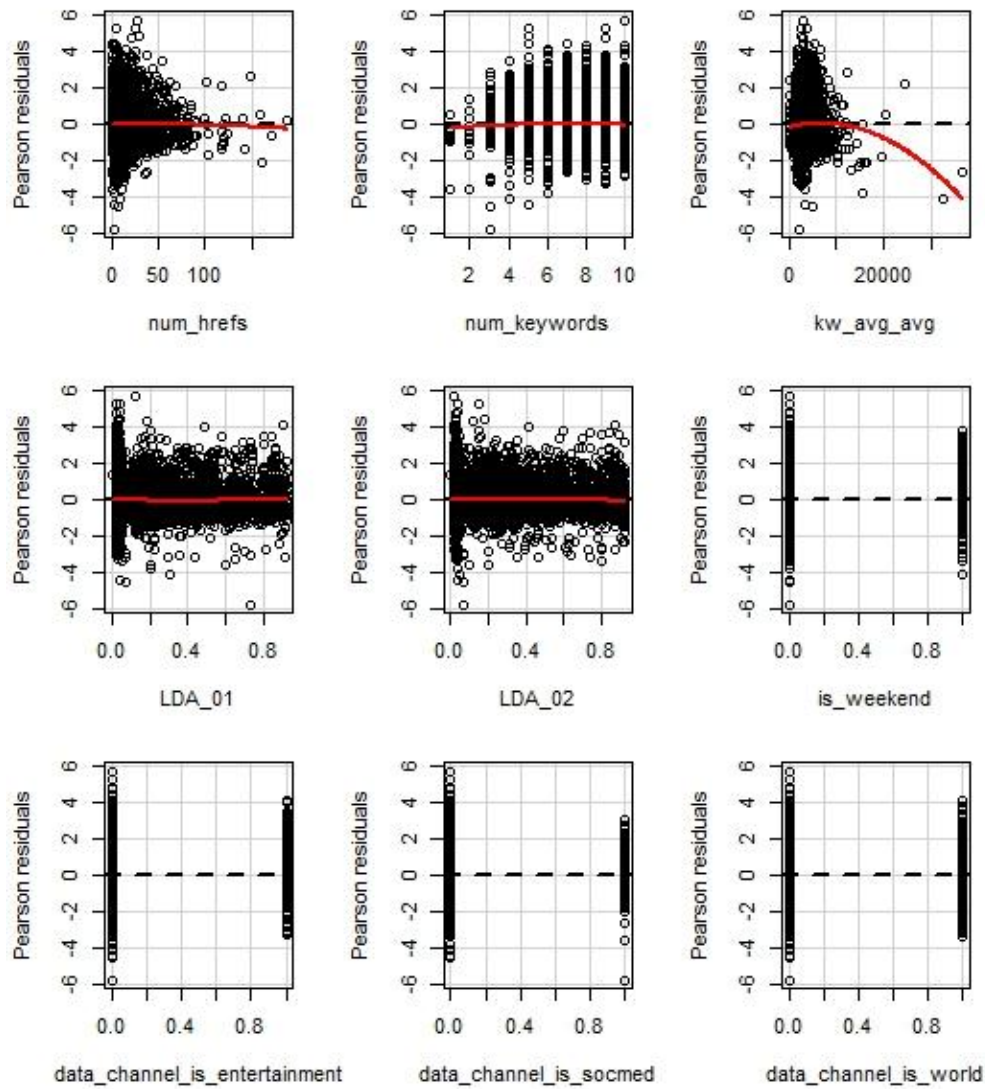 Pearson residuals
6
4
2
0
-2
-4
-6
0 50 100
num_hrefs
Pearson residuals
6
4
2
0
-2
-4
-6
2 4 6 8 10
num_keywords
Pearson residuals
6
4
2
0
-2
-4
-6
0 20000
kw_avg_avg
Pearson residuals
6
4
2
0
-2
-4
-6
0.0 0.4 0.8
LDA_01
Pearson residuals
6
4
2
0
-2
-4
-6
0.0 0.4 0.8
LDA_02
Pearson residuals
6
4
2
0
-2
-4
-6
0.0 0.4 0.8
is_weekend
Pearson residuals
6
4
2
0
-2
-4
-6
0.0 0.4 0.8
data_channel_is_entertainment
Pearson residuals
6
4
2
0
-2
-4
-6
0.0 0.4 0.8
data_channel_is_socmed
Pearson residuals
6
4
2
0
-2
-4
-6
0.0 0.4 0.8
data_channel_is_world